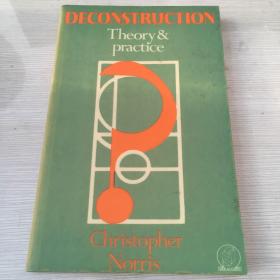 DECONSTRUCTION
Theory &
practice
Christopher
Norris